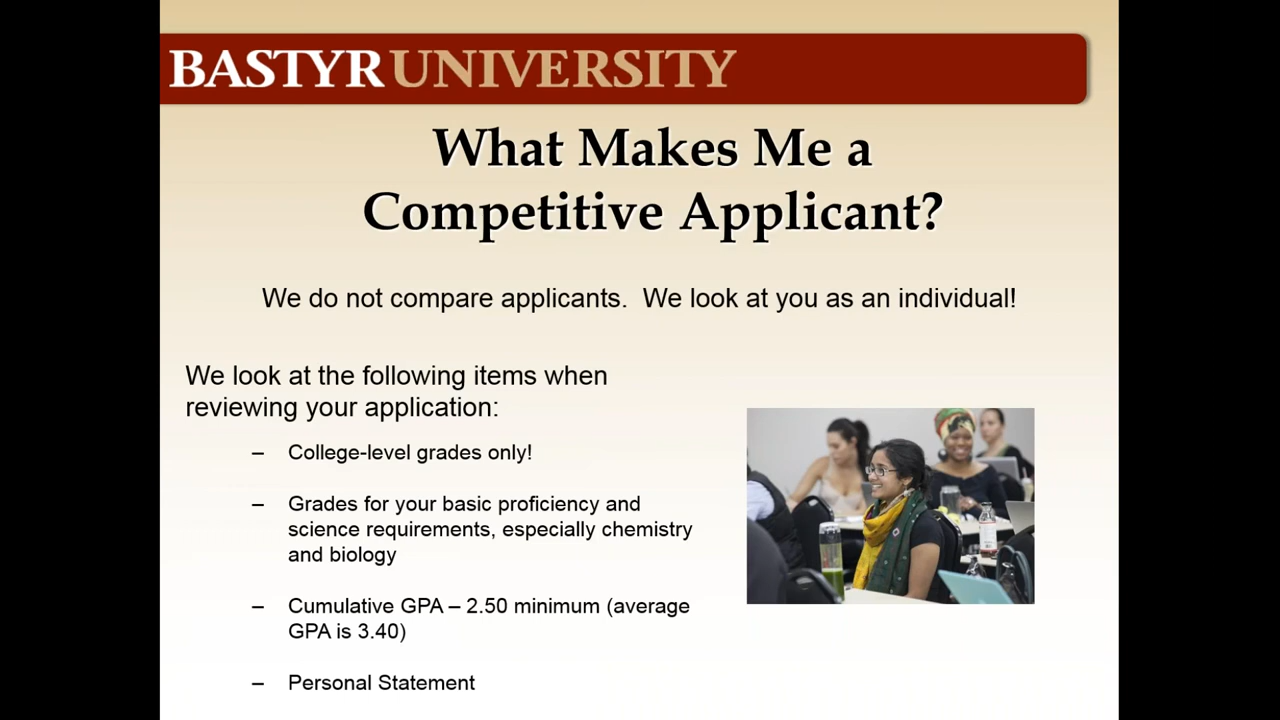 BASTYR UNIVERSITY
What Makes Me a
Competitive Applicant?
We do not compare applicants. We look at you as an individual!
We look at the following items when
reviewing your application:
– College-level grades only!
– Grades for your basic proficiency and
science requirements, especially chemistry
and biology
– Cumulative GPA – 2.50 minimum (average
GPA is 3.40)
– Personal Statement